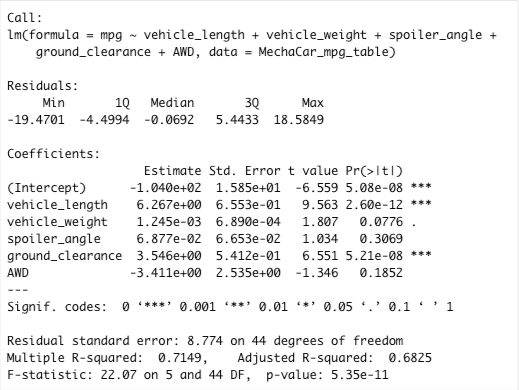 Call:
lm(formula = mpg ~ vehicle_length + vehicle_weight + spoiler_angle +
    ground_clearance + AWD, data = MechaCar_mpg_table)

Residuals:
     Min       1Q   Median       3Q      Max
-19.4701  -4.4994  -0.0692   5.4433  18.5849

Coefficients:
                   Estimate Std. Error t value Pr(>|t|)
(Intercept)      -1.040e+02  1.585e+01  -6.559 5.08e-08 ***
vehicle_length    6.267e+00  6.553e-01   9.563 2.60e-12 ***
vehicle_weight    1.245e-03  6.890e-04   1.807   0.0776 .
spoiler_angle     6.877e-02  6.653e-02   1.034   0.3069
ground_clearance  3.546e+00  5.412e-01   6.551 5.21e-08 ***
AWD              -3.411e+00  2.535e+00  -1.346   0.1852
---
Signif. codes:  0 ‘***’ 0.001 ‘**’ 0.01 ‘*’ 0.05 ‘.’ 0.1 ‘ ’ 1

Residual standard error: 8.774 on 44 degrees of freedom
Multiple R-squared:  0.7149,    Adjusted R-squared:  0.6825
F-statistic: 22.07 on 5 and 44 DF,  p-value: 5.35e-11